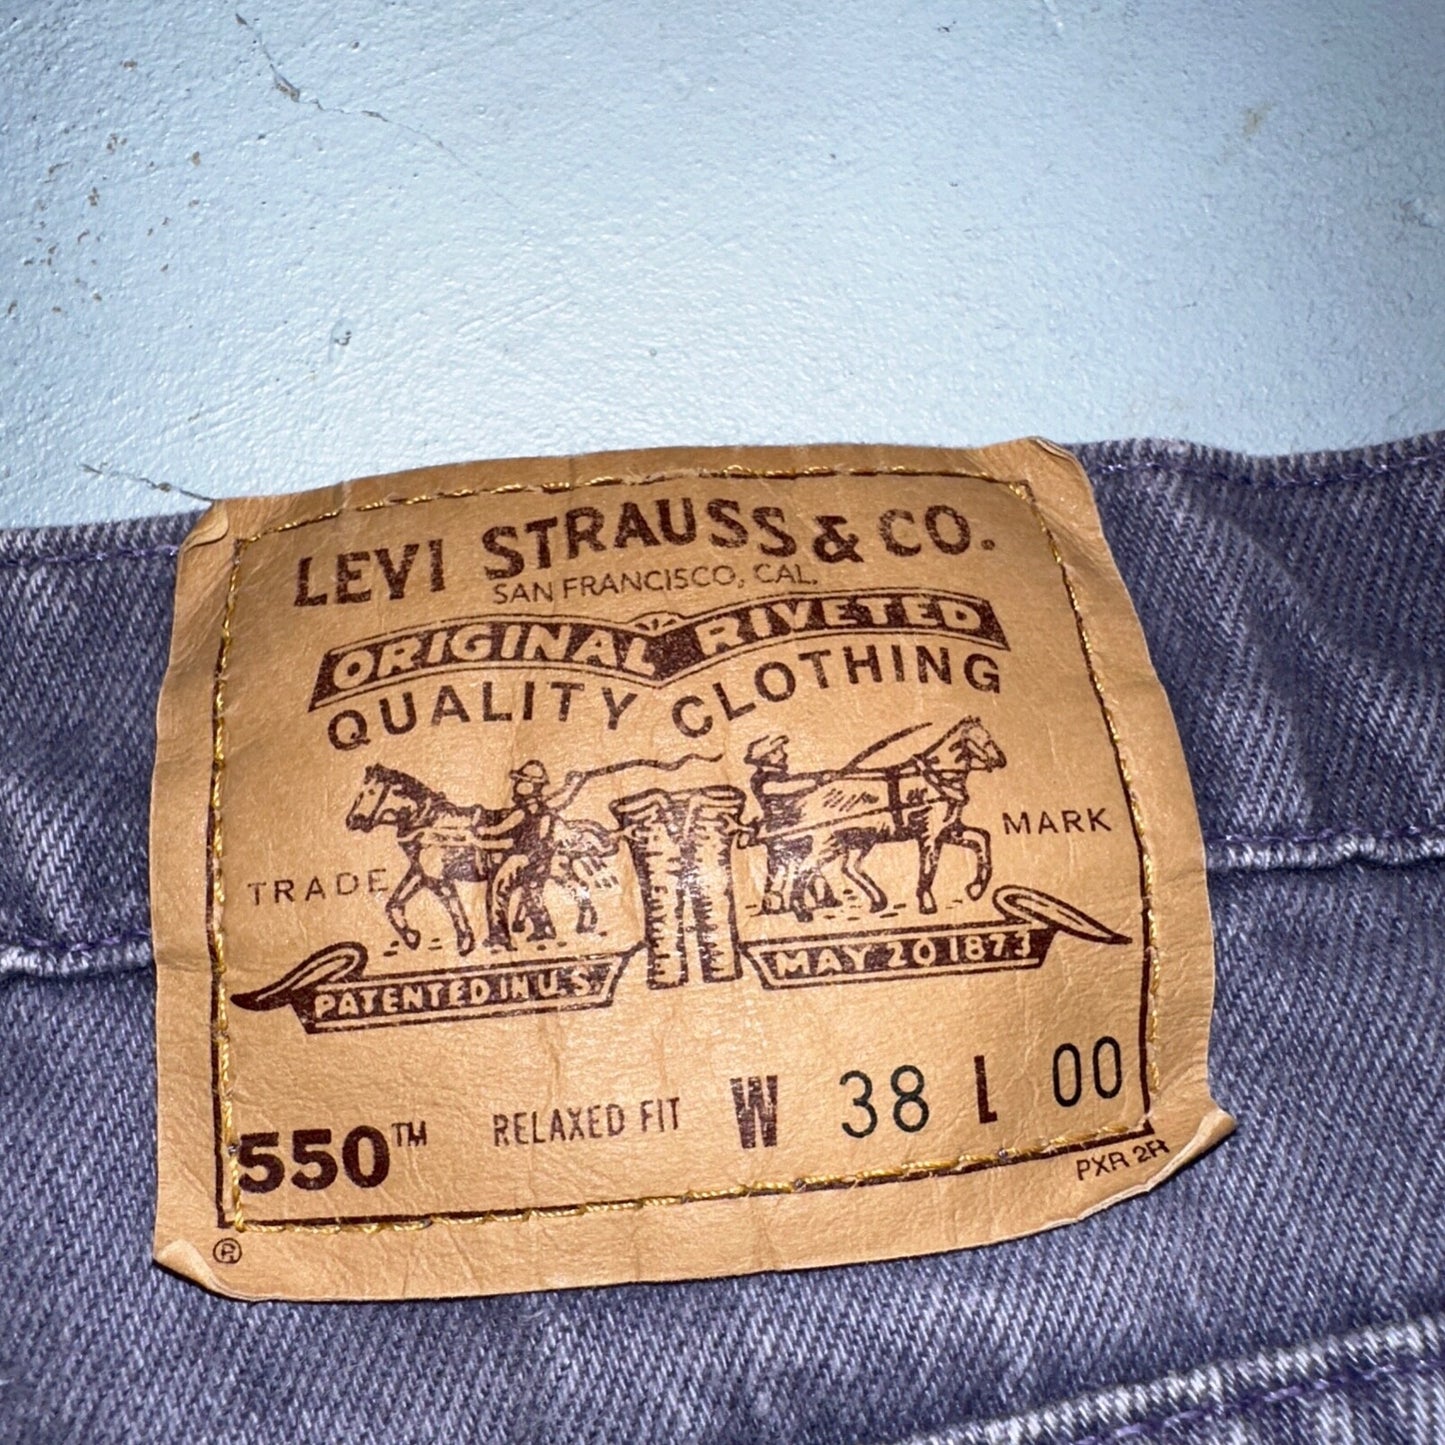 LEVI STRAUSS & CO.
SAN FRANCISCO, CAL.
ORIGINAL RIVETED
QUALITY CLOTHING
TRADE MARK
PATENTED IN U.S. MAY 20 1873
550™ RELAXED FIT W 38 L 00
PXR 2R
®